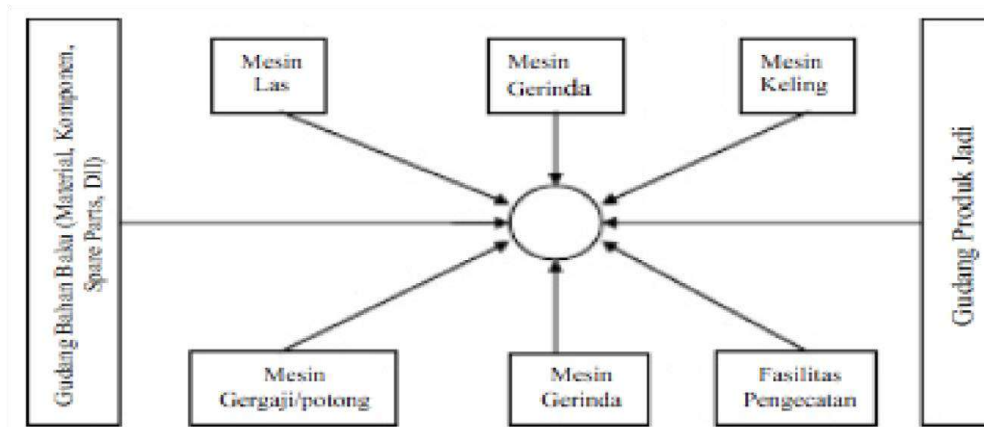 Gudang Bahan Baku (Material, Komponen,
Spare Parts, Dll)
Mesin
Las
Mesin
Gerinda
Mesin
Keling
Mesin
Gergaji/potong
Mesin
Gerinda
Fasilitas
Pengecatan
Gudang Produk Jadi